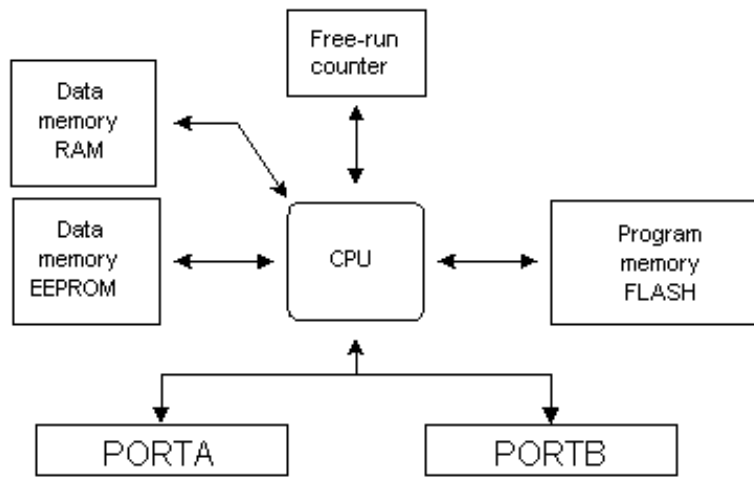 Free-run
counter
Data
memory
RAM
Data
memory
EEPROM
CPU
Program
memory
FLASH
PORTA
PORTB